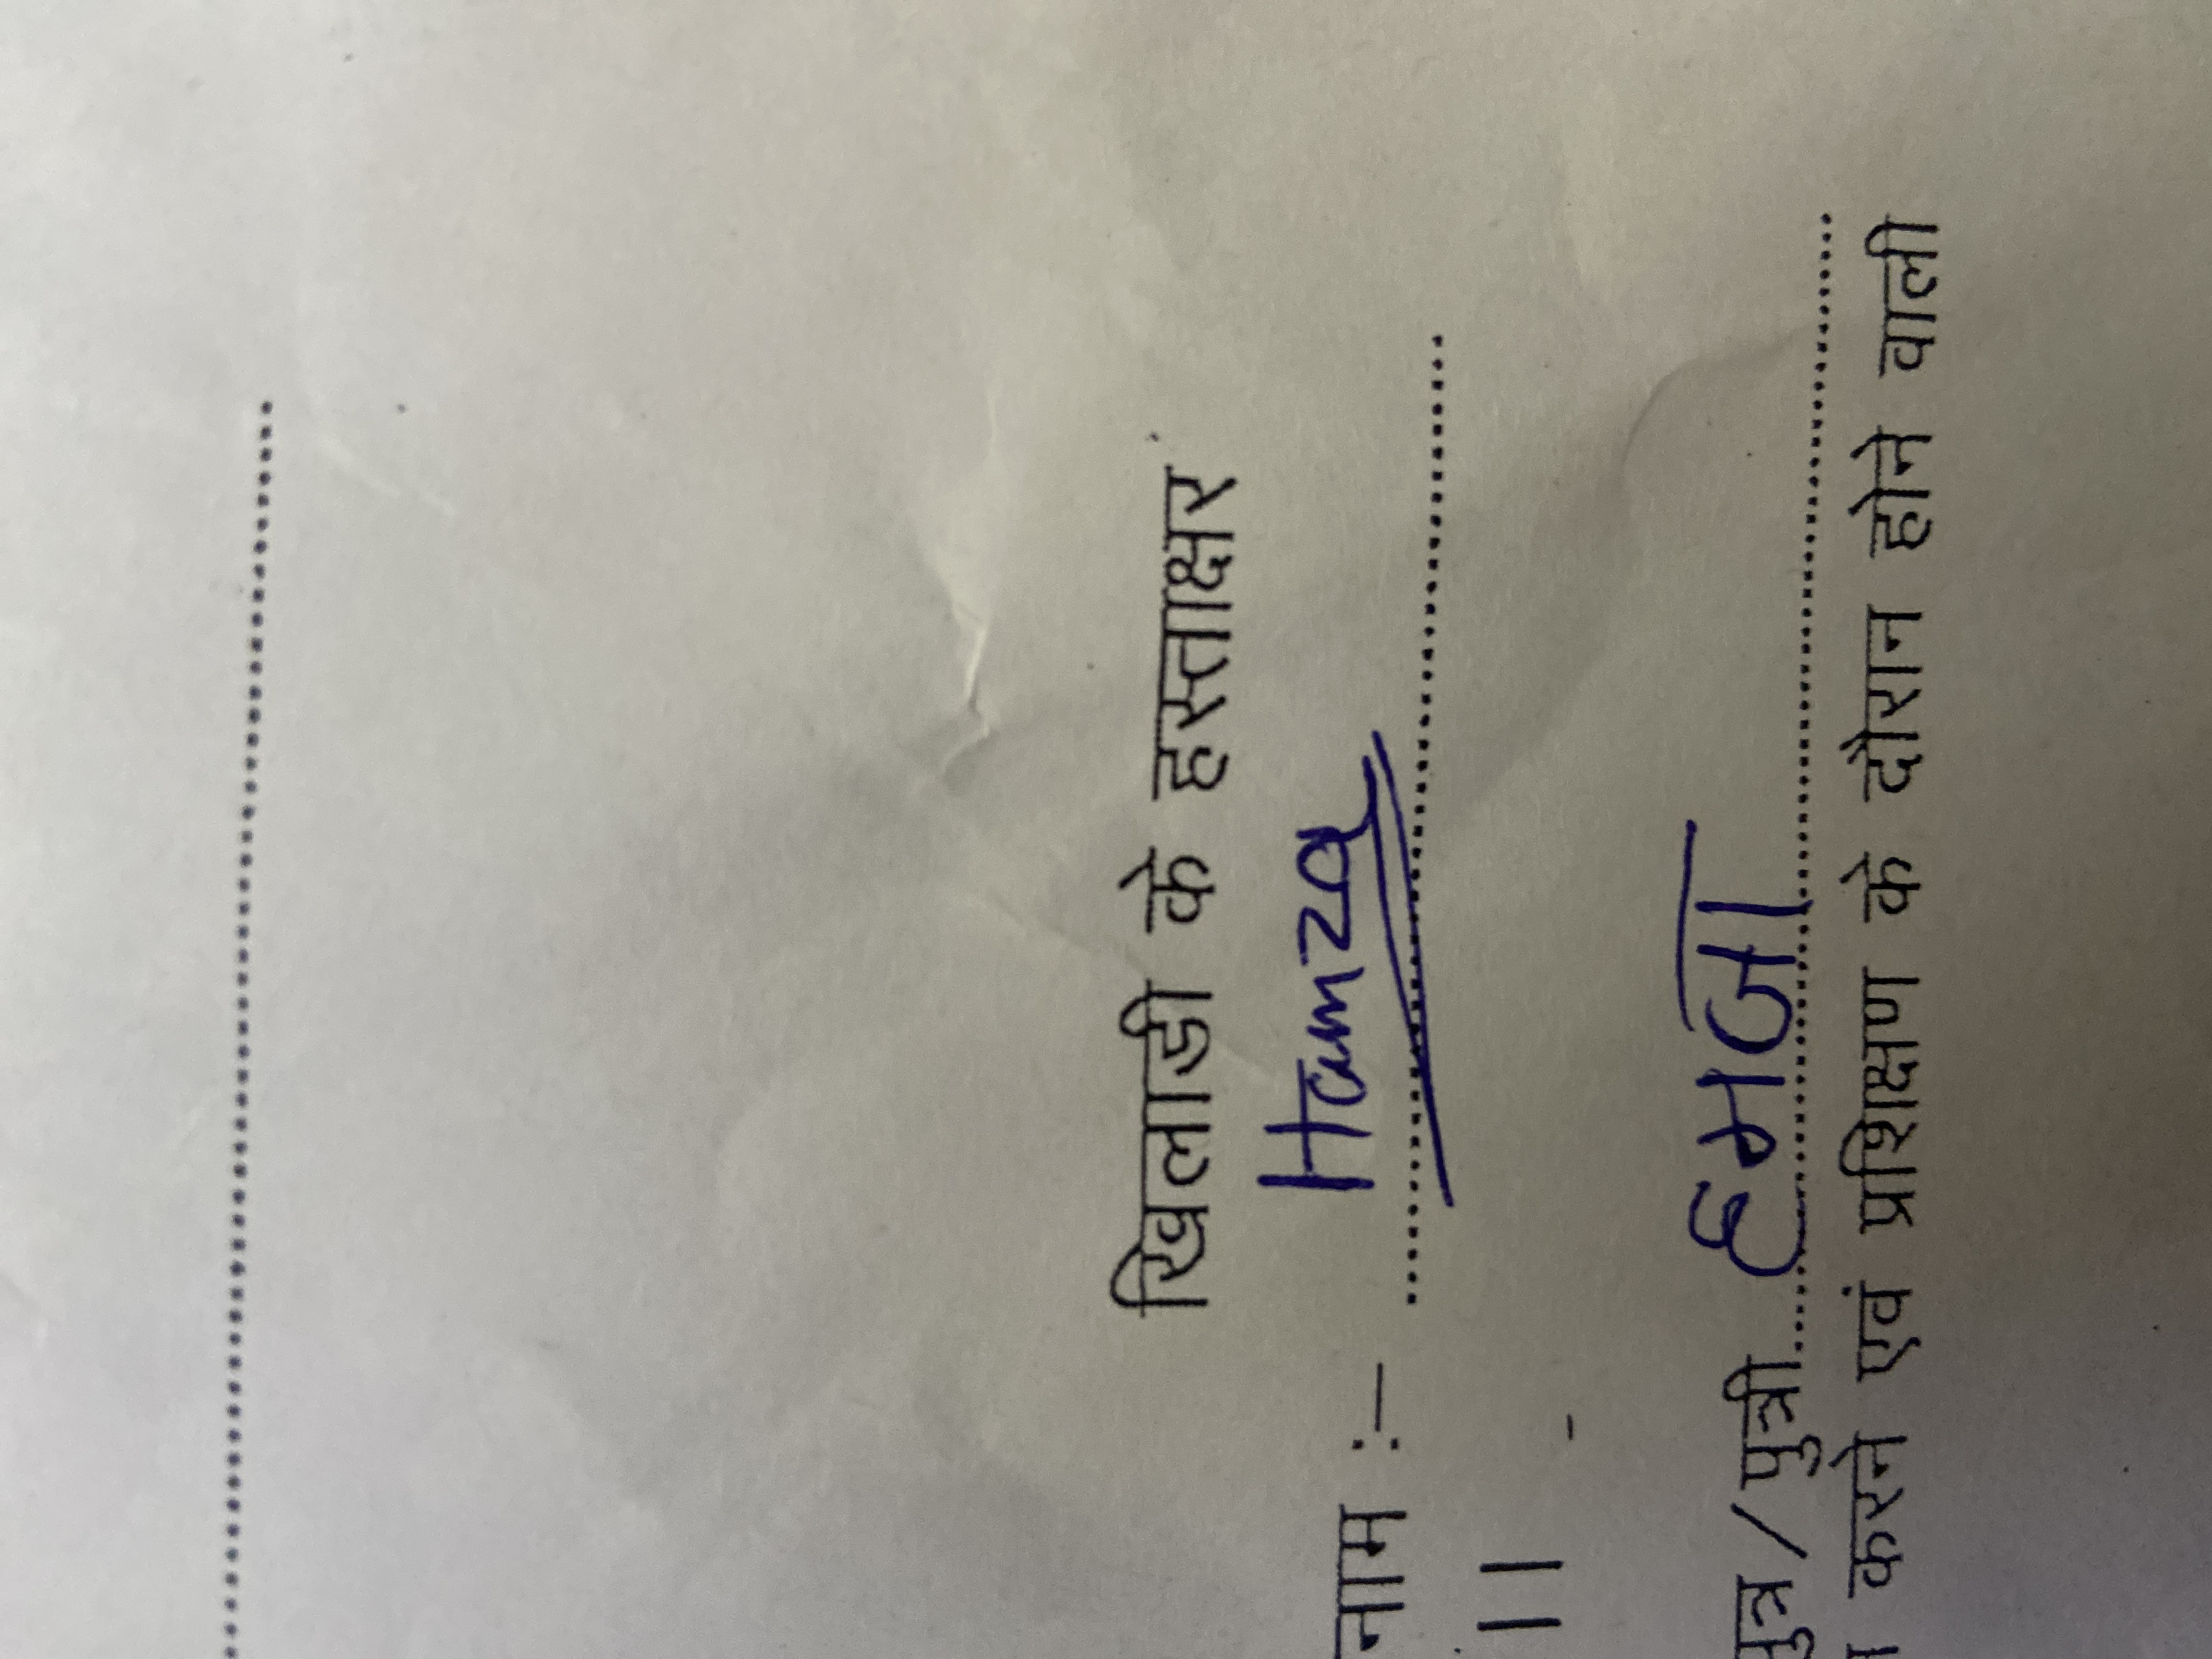 खिलाडी के हस्ताक्षर
Hamza
नाम :— ....................
।।
पुत्र / पुत्री.... हमजा ....................
करने एवं प्रशिक्षण के दौरान होने वाली